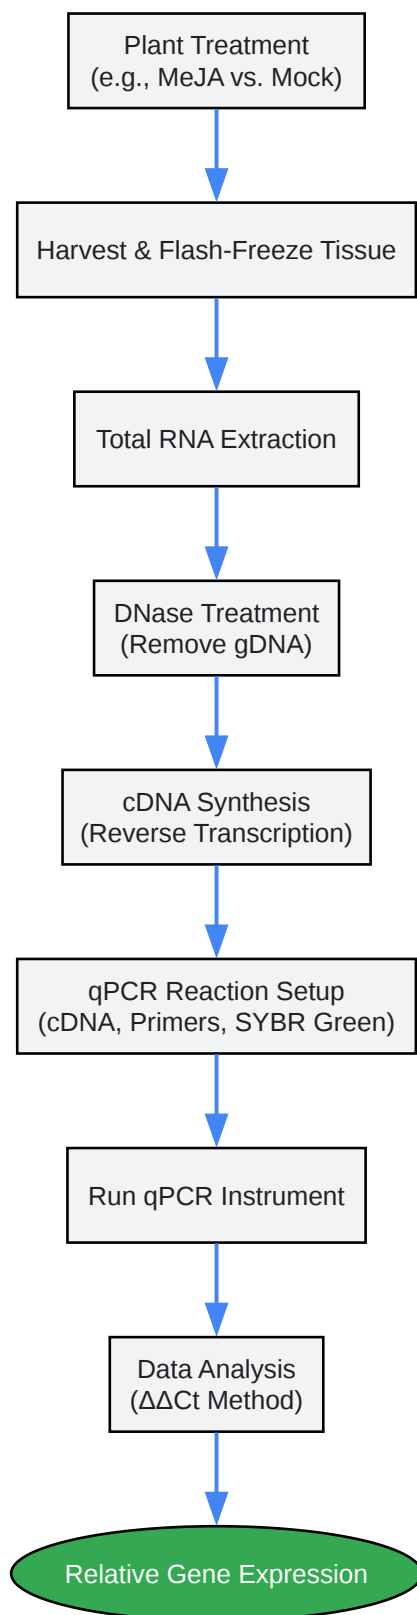 Plant Treatment
(e.g., MeJA vs. Mock)
Harvest & Flash-Freeze Tissue
Total RNA Extraction
DNase Treatment
(Remove gDNA)
cDNA Synthesis
(Reverse Transcription)
qPCR Reaction Setup
(cDNA, Primers, SYBR Green)
Run qPCR Instrument
Data Analysis
(ΔΔCt Method)
Relative Gene Expression